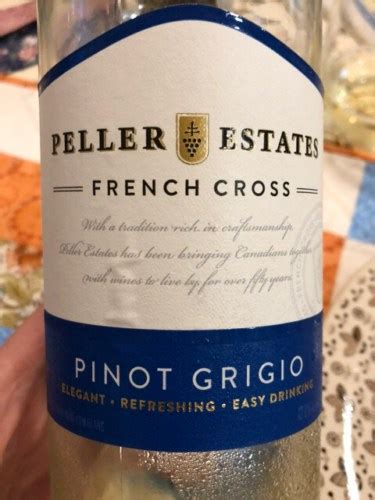 PELLER ESTATES
FRENCH CROSS
With a tradition rich in craftsmanship,
Peller Estates has been bringing Canadians together
with wines to live by for over fifty years.
PINOT GRIGIO
ELEGANT • REFRESHING • EASY DRINKING